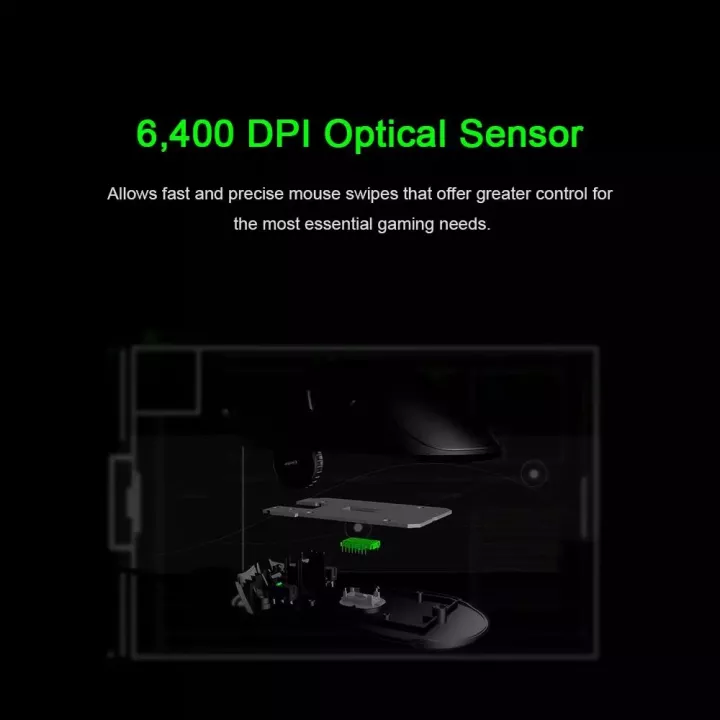 6,400 DPI Optical Sensor
Allows fast and precise mouse swipes that offer greater control for
the most essential gaming needs.